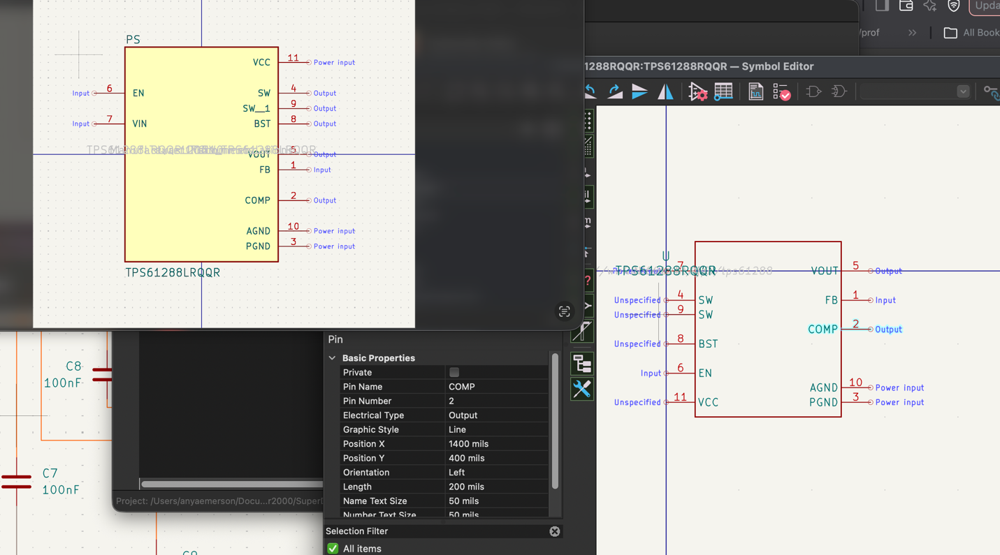 Upda
/prof
»
All Book
1288RQQR:TPS61288RQQR — Symbol Editor
PS
VCC
11
Power input
Input
6
EN
SW
4
Output
SW__1
9
Output
Input
7
VIN
BST
8
Output
VOUT
5
Output
FB
1
Input
COMP
2
Output
AGND
10
Power input
PGND
3
Power input
TPS61288LRQQR
U
7
TPS61288RQQR
/tps61288
VOUT
5
Output
Unspecified
4
SW
FB
1
Input
Unspecified
9
SW
COMP
2
Output
Unspecified
8
BST
Input
6
EN
AGND
10
Power input
Unspecified
11
VCC
PGND
3
Power input
C8
100nF
C7
100nF
Project: /Users/anyaemerson/Docu...r2000/SuperD
Pin
Basic Properties
Private
Pin Name
COMP
Pin Number
2
Electrical Type
Output
Graphic Style
Line
Position X
1400 mils
Position Y
400 mils
Orientation
Left
Length
200 mils
Name Text Size
50 mils
Number Text Size
50 mils
Selection Filter
All items